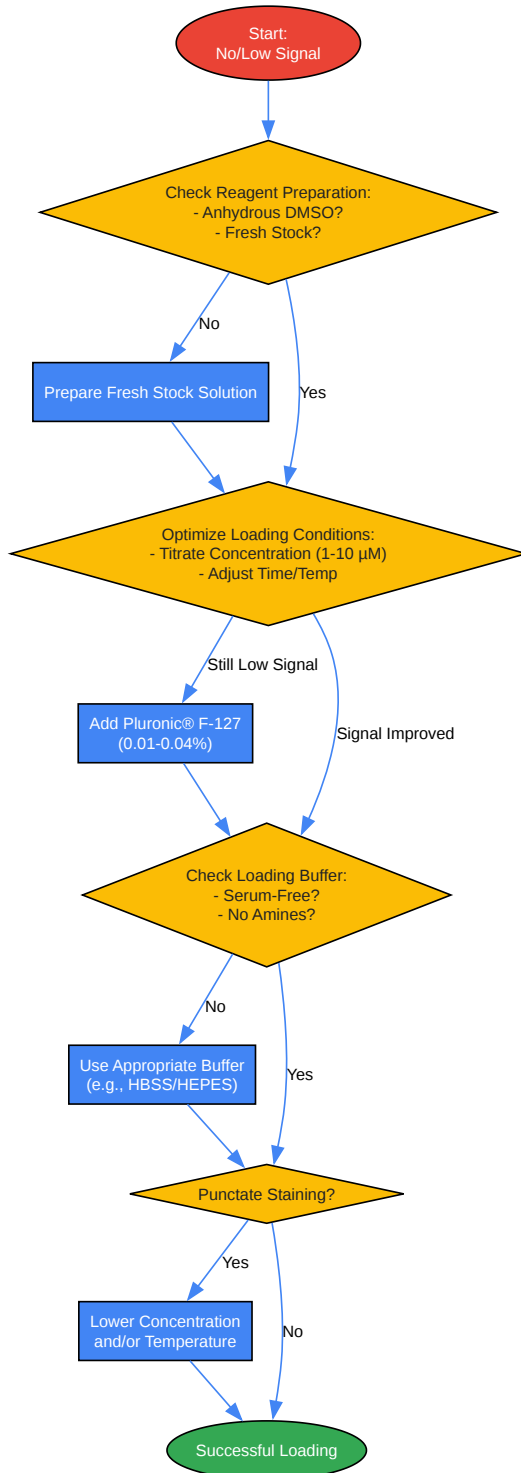 Start:
No/Low Signal
Check Reagent Preparation:
- Anhydrous DMSO?
- Fresh Stock?
No
Prepare Fresh Stock Solution
Yes
Optimize Loading Conditions:
- Titrate Concentration (1-10 µM)
- Adjust Time/Temp
Still Low Signal
Add Pluronic® F-127
(0.01-0.04%)
Signal Improved
Check Loading Buffer:
- Serum-Free?
- No Amines?
No
Use Appropriate Buffer
(e.g., HBSS/HEPES)
Yes
Punctate Staining?
Yes
Lower Concentration
and/or Temperature
No
Successful Loading